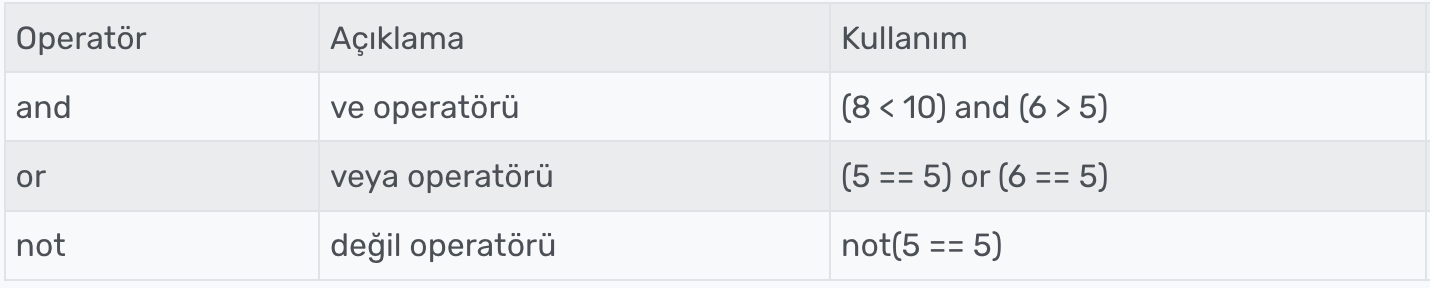 Operatör Açıklama Kullanım
and ve operatörü (8 < 10) and (6 > 5)
or veya operatörü (5 == 5) or (6 == 5)
not değil operatörü not(5 == 5)